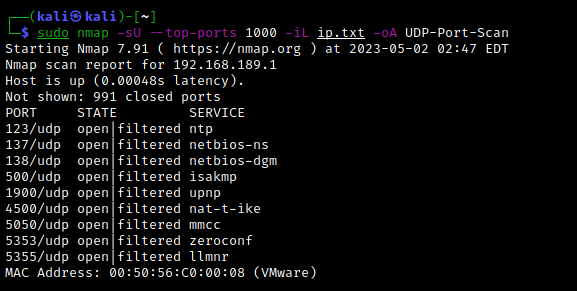 ┌──(kali㉿kali)-[~]
└─$ sudo nmap -sU --top-ports 1000 -iL ip.txt -oA UDP-Port-Scan
Starting Nmap 7.91 ( https://nmap.org ) at 2023-05-02 02:47 EDT
Nmap scan report for 192.168.189.1
Host is up (0.00048s latency).
Not shown: 991 closed ports
PORT     STATE         SERVICE
123/udp  open|filtered ntp
137/udp  open|filtered netbios-ns
138/udp  open|filtered netbios-dgm
500/udp  open|filtered isakmp
1900/udp open|filtered upnp
4500/udp open|filtered nat-t-ike
5050/udp open|filtered mmcc
5353/udp open|filtered zeroconf
5355/udp open|filtered llmnr
MAC Address: 00:50:56:C0:00:08 (VMware)